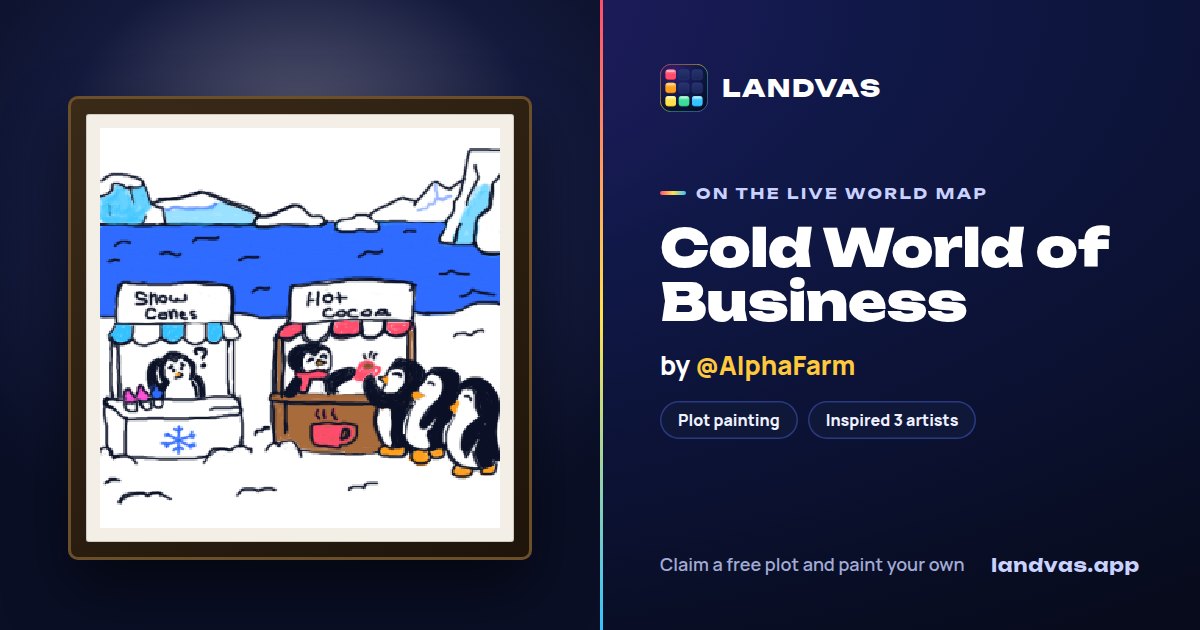 Snow
Cones
?
Hot
Cocoa
LANDVAS
ON THE LIVE WORLD MAP
Cold World of
Business
by @AlphaFarm
Plot painting
Inspired 3 artists
Claim a free plot and paint your own
landvas.app